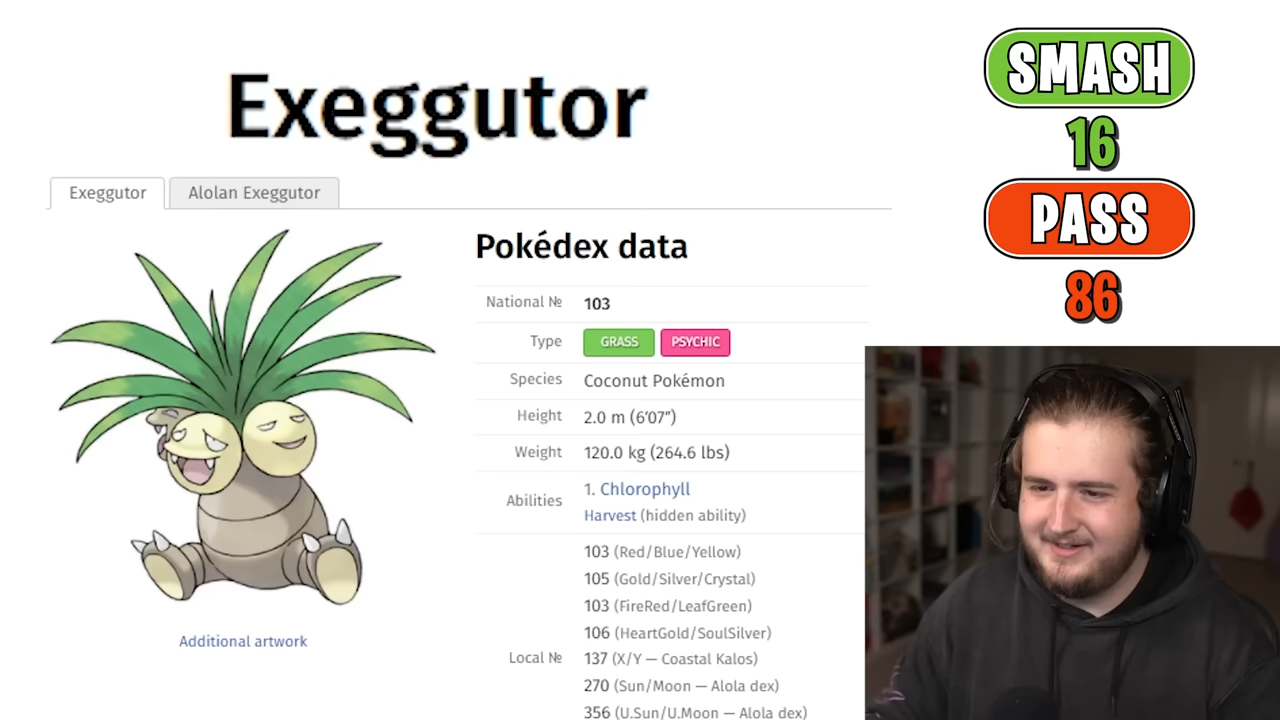 Exeggutor
SMASH
16
PASS
86
Exeggutor
Alolan Exeggutor
Pokédex data
National № 103
Type GRASS PSYCHIC
Species Coconut Pokémon
Height 2.0 m (6′07″)
Weight 120.0 kg (264.6 lbs)
Abilities 1. Chlorophyll
Harvest (hidden ability)
Local № 103 (Red/Blue/Yellow)
105 (Gold/Silver/Crystal)
103 (FireRed/LeafGreen)
106 (HeartGold/SoulSilver)
137 (X/Y — Coastal Kalos)
270 (Sun/Moon — Alola dex)
356 (U.Sun/U.Moon — Alola dex)
Additional artwork